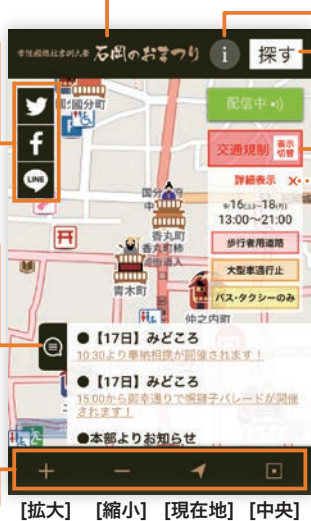 常陸國總社宮例大祭 石岡のおまつり i 探す
國分町
配信中
f
交通規制 表示切替
LINE
詳細表示 ×
9/16(土)~18(月)
13:00~21:00
國分
中町
香丸町
歩行者用道路
大型車通行止
バス・タクシーのみ
青木町
仲之内町
●【17日】みどころ
10:30より奉納相撲が開催されます!
●【17日】みどころ
15:00から御幸通りで幌獅子パレードが開催
されます!
●本部よりお知らせ
+ −
[拡大] [縮小] [現在地] [中央]